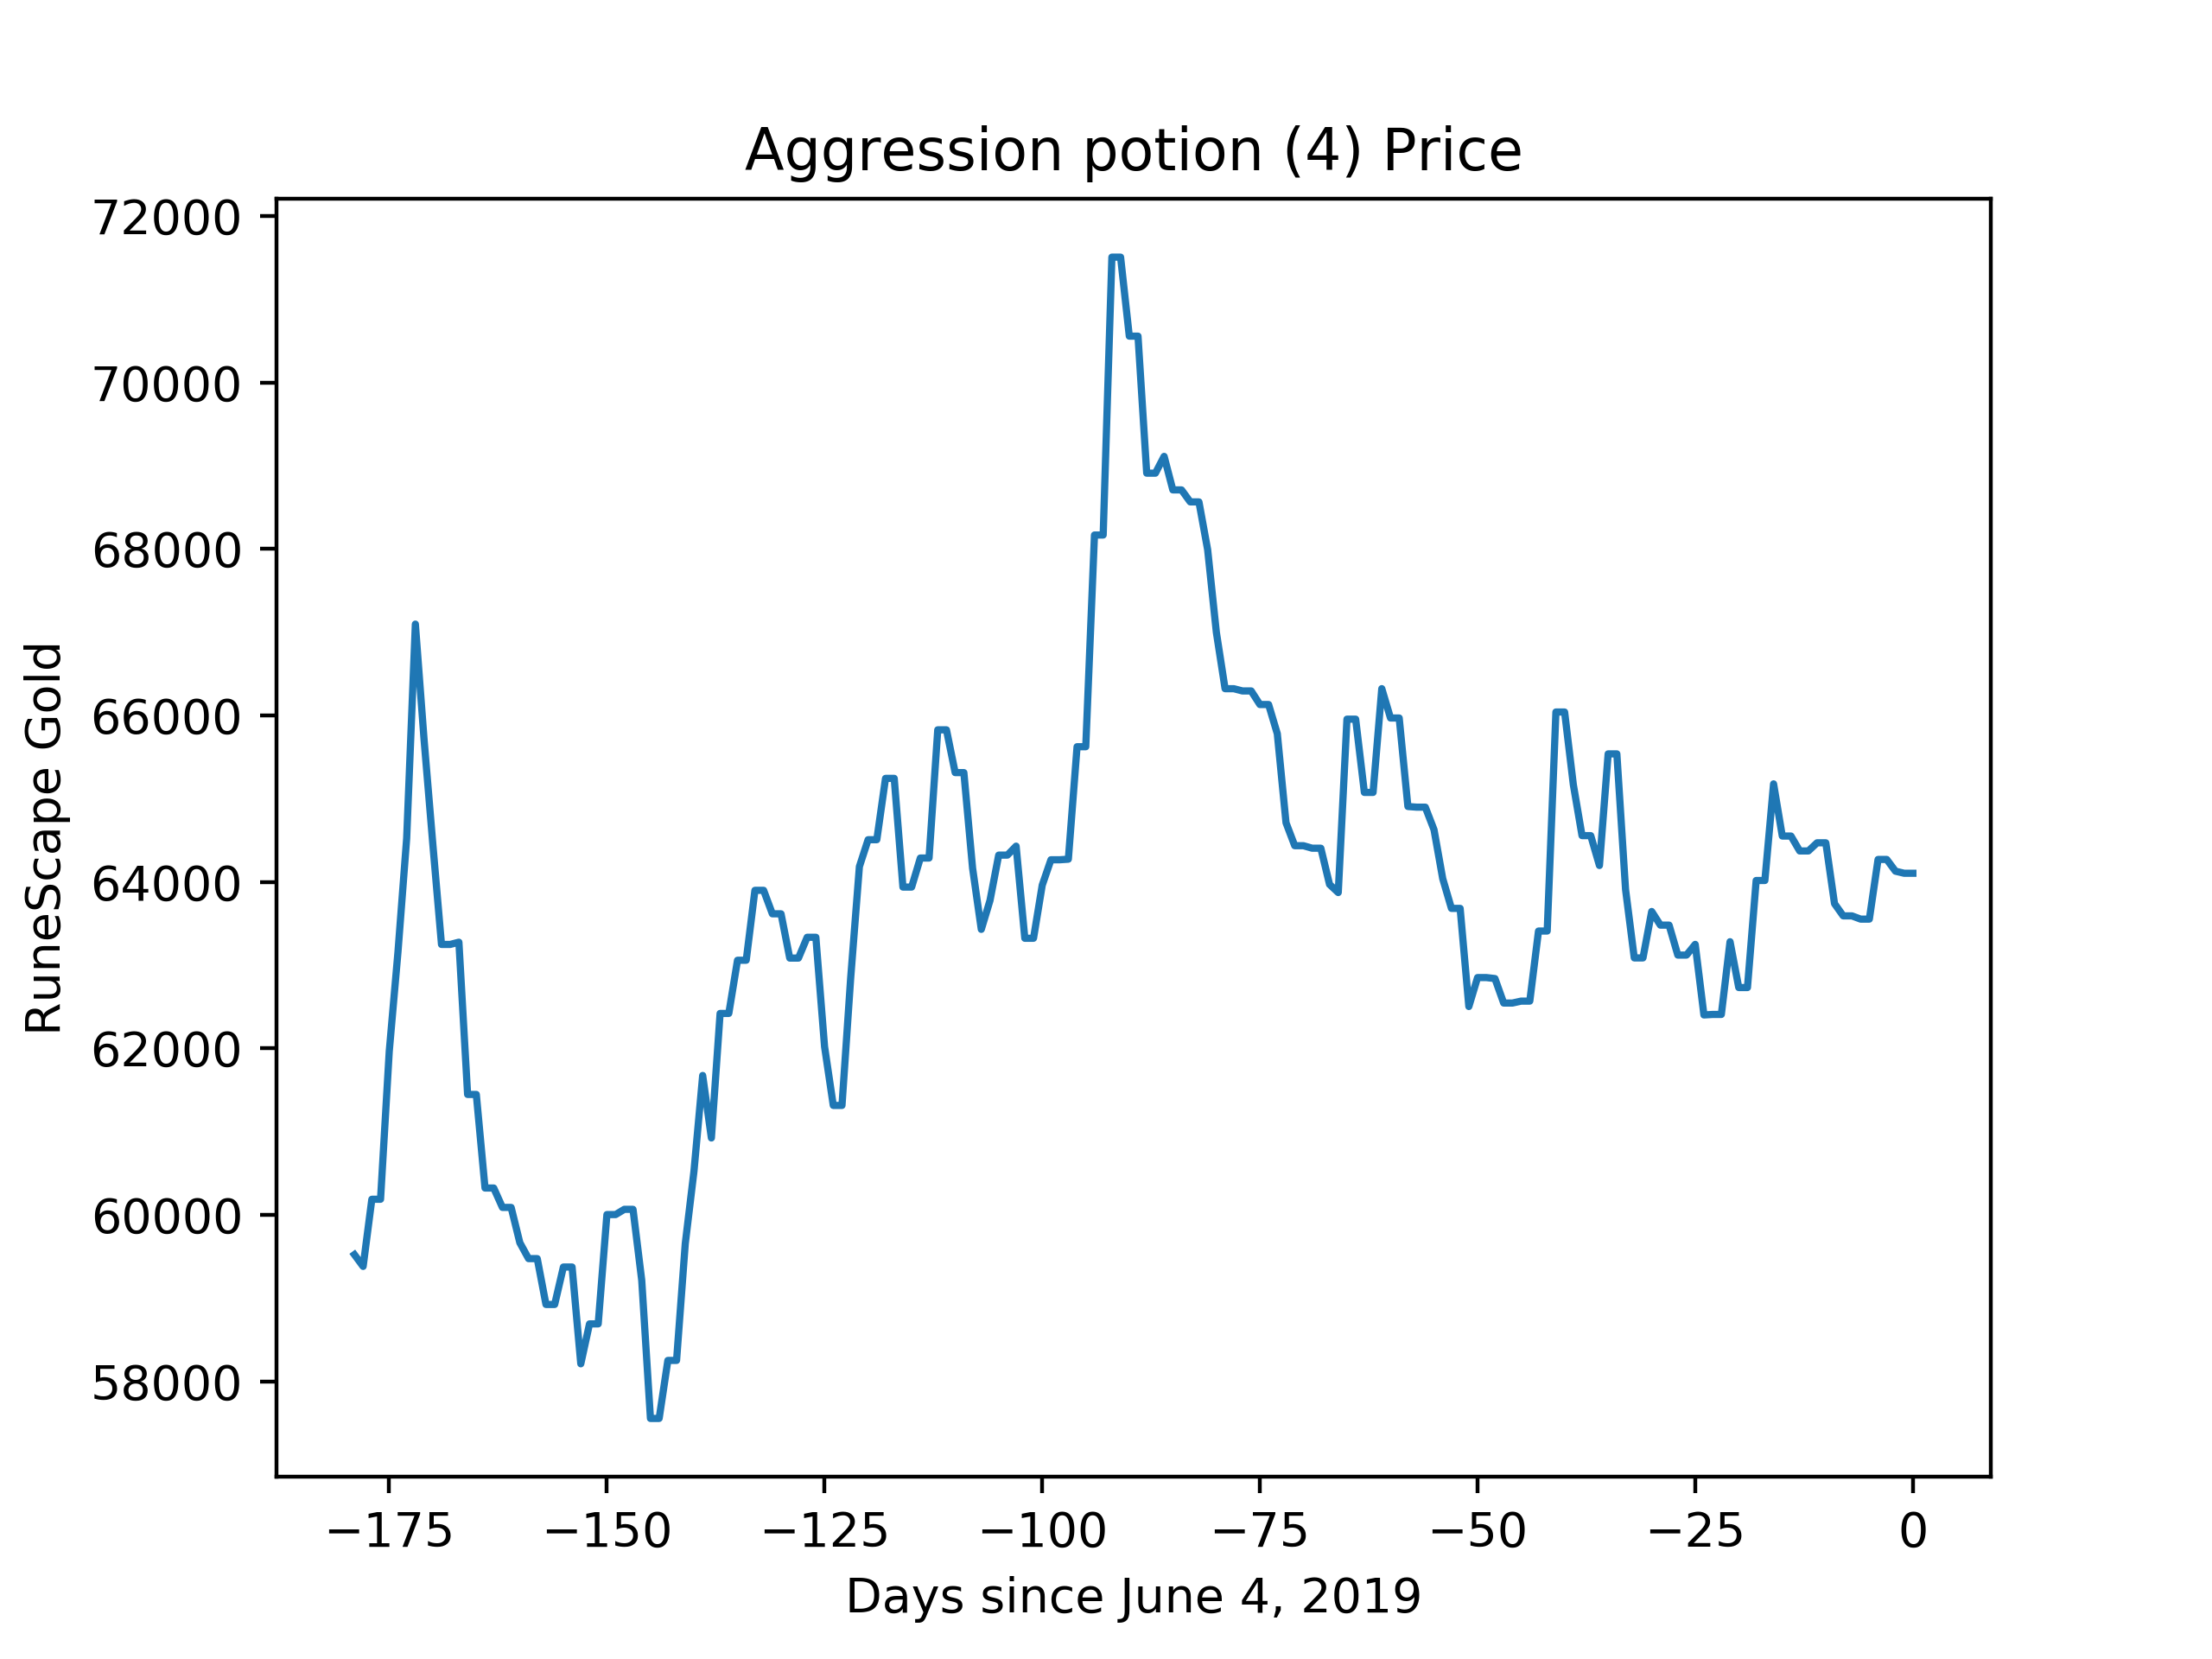 Aggression potion (4) Price
72000
70000
68000
66000
64000
62000
60000
58000
RuneScape Gold
−175 −150 −125 −100 −75 −50 −25 0
Days since June 4, 2019